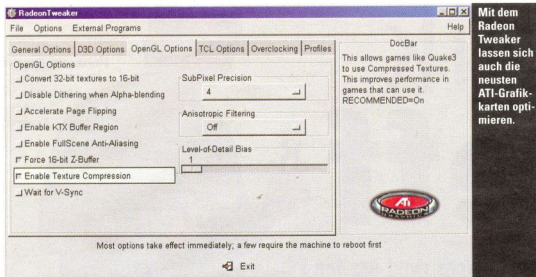 RadeonTweaker
File Options External Programs Help
General Options D3D Options OpenGL Options TCL Options Overclocking Profiles
OpenGL Options
Convert 32-bit textures to 16-bit
Disable Dithering when Alpha-blending
Accelerate Page Flipping
Enable KTX Buffer Region
Enable FullScene Anti-Aliasing
Force 16-bit Z-Buffer
Enable Texture Compression
Wait for V-Sync
SubPixel Precision
4
Anisotropic Filtering
Off
Level-of-Detail Bias
1
DocBar
This allows games like Quake3
to use Compressed Textures.
This improves performance in
games that can use it.
RECOMMENDED=On
ATI
RADEON
GRAPHICS
Most options take effect immediately; a few require the machine to reboot first
Exit
Mit dem
Radeon
Tweaker
lassen sich
auch die
neusten
ATI-Grafik-
karten opti-
mieren.